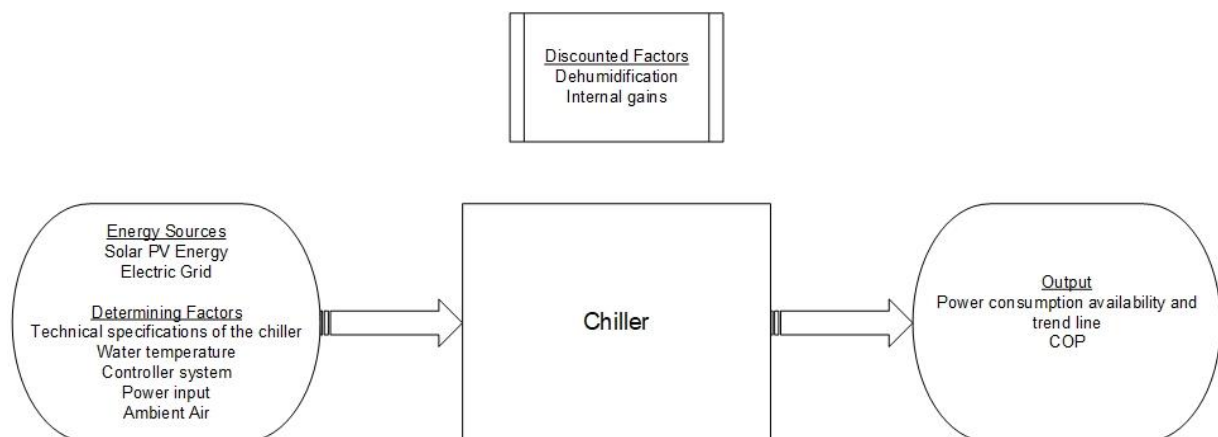 Discounted Factors
Dehumidification
Internal gains
Energy Sources
Solar PV Energy
Electric Grid
Determining Factors
Technical specifications of the chiller
Water temperature
Controller system
Power input
Ambient Air
Chiller
Output
Power consumption availability and
trend line
COP